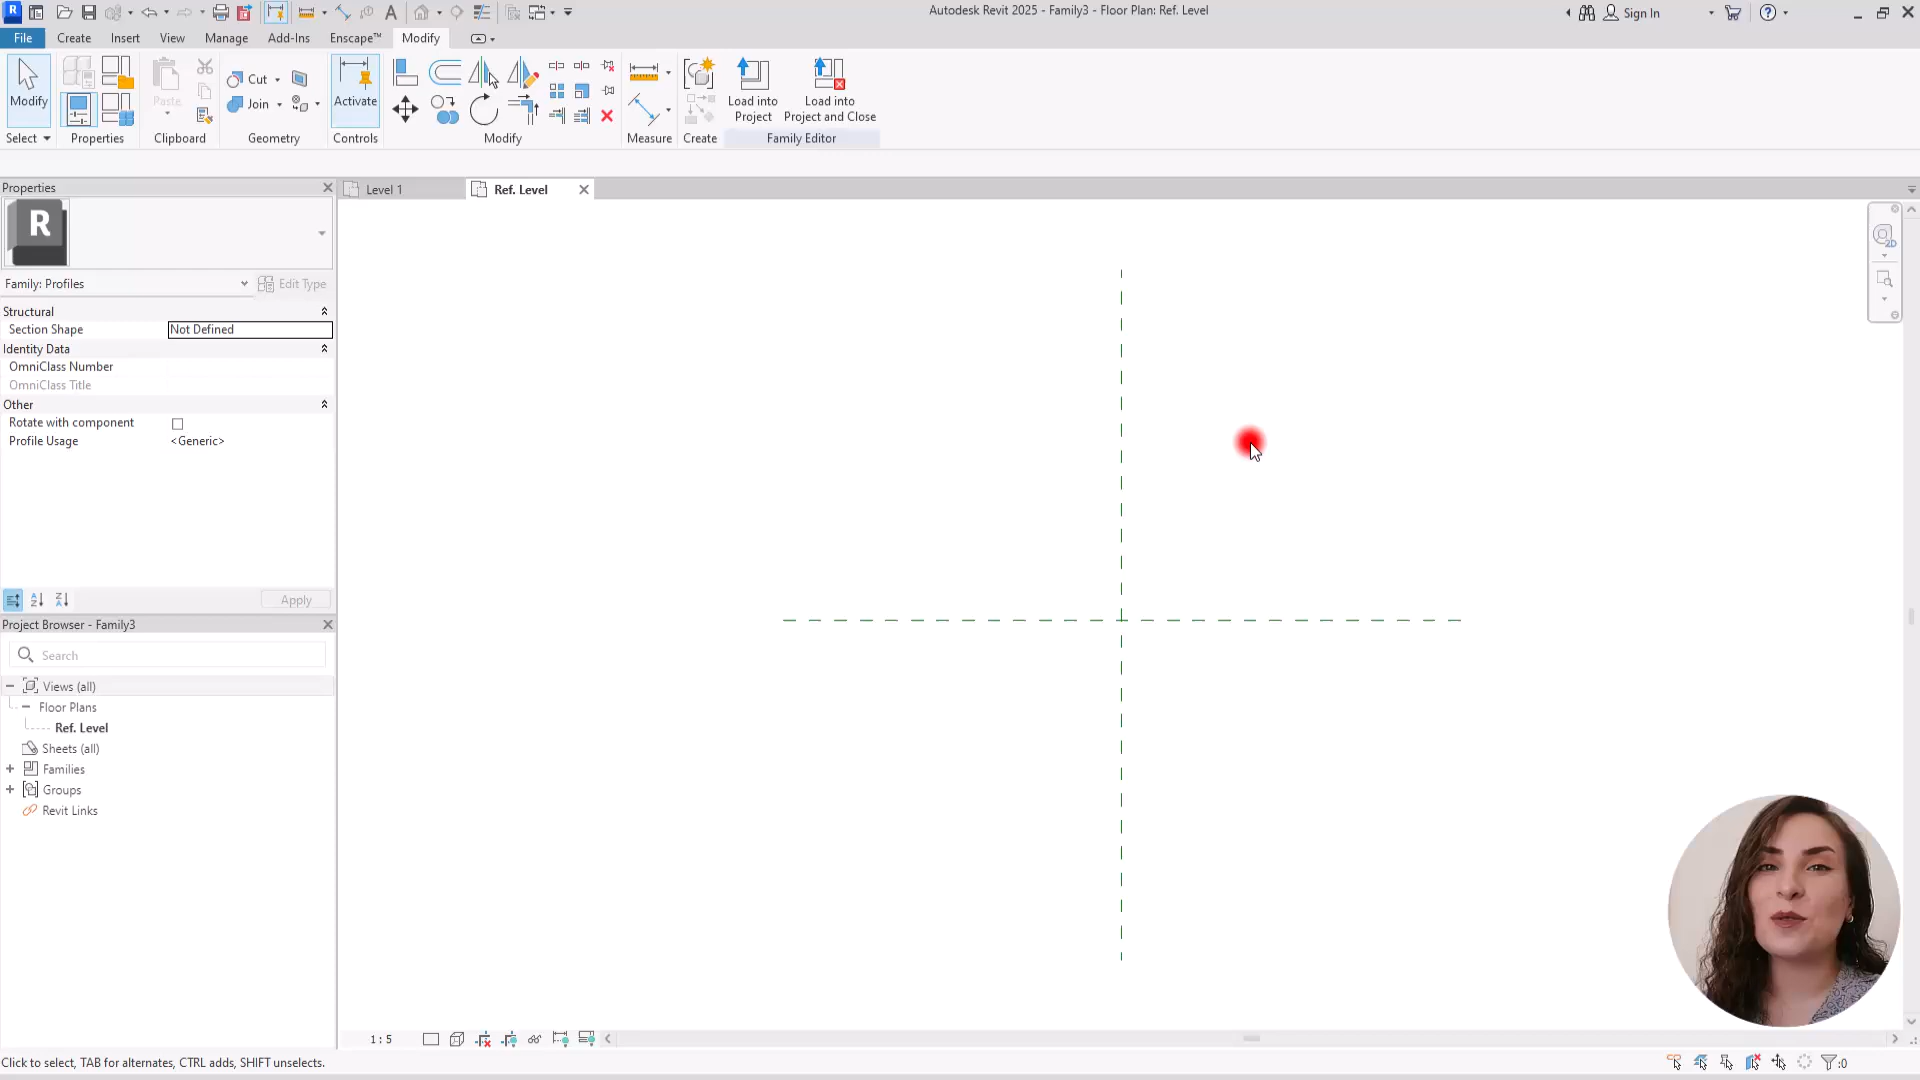 R
Autodesk Revit 2025 - Family3 - Floor Plan: Ref. Level
Sign In
File
Create
Insert
View
Manage
Add-Ins
Enscape™
Modify
Modify
Paste
Cut
Join
Activate
Load into
Project
Load into
Project and Close
Select
Properties
Clipboard
Geometry
Controls
Modify
Measure
Create
Family Editor
Properties
Level 1
Ref. Level
R
2D
Family: Profiles
Edit Type
Structural
Section Shape
Not Defined
Identity Data
OmniClass Number
OmniClass Title
Other
Rotate with component
Profile Usage
<Generic>
Apply
Project Browser - Family3
Search
Views (all)
Floor Plans
Ref. Level
Sheets (all)
Families
Groups
Revit Links
1 : 5
Click to select, TAB for alternates, CTRL adds, SHIFT unselects.
:0